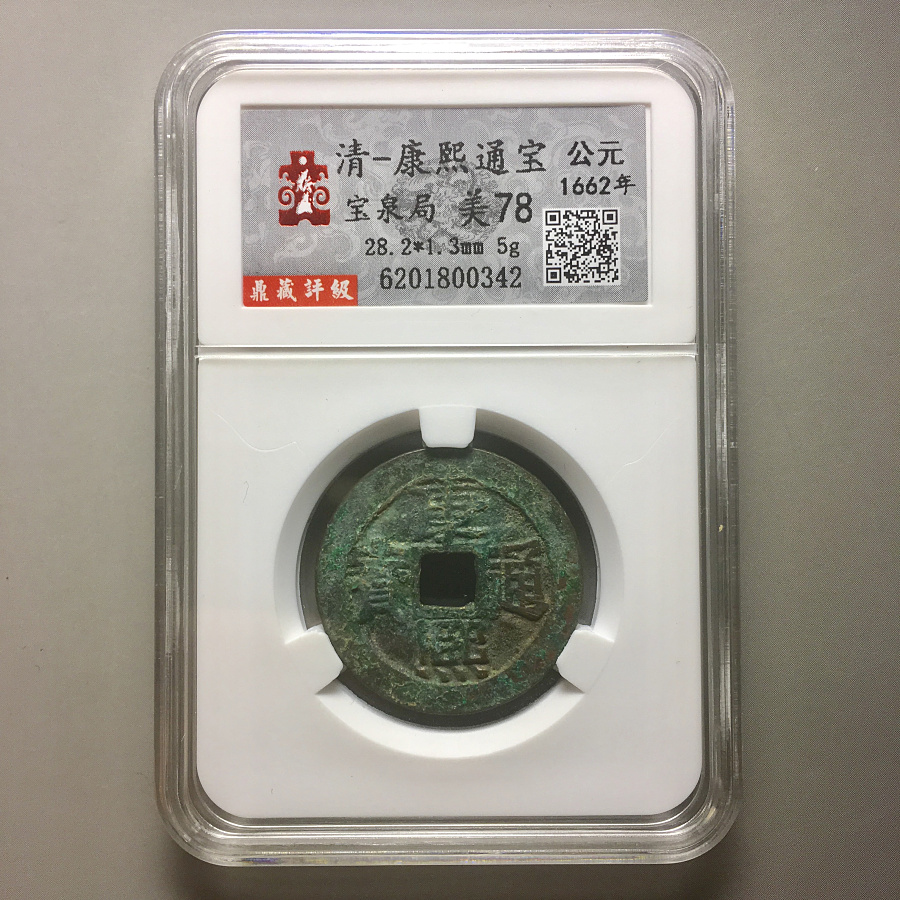 清-康熙通宝 公元
1662年
宝泉局 美78
28.2*1.3mm 5g
鼎藏評級 6201800342
康
熙
通
寶